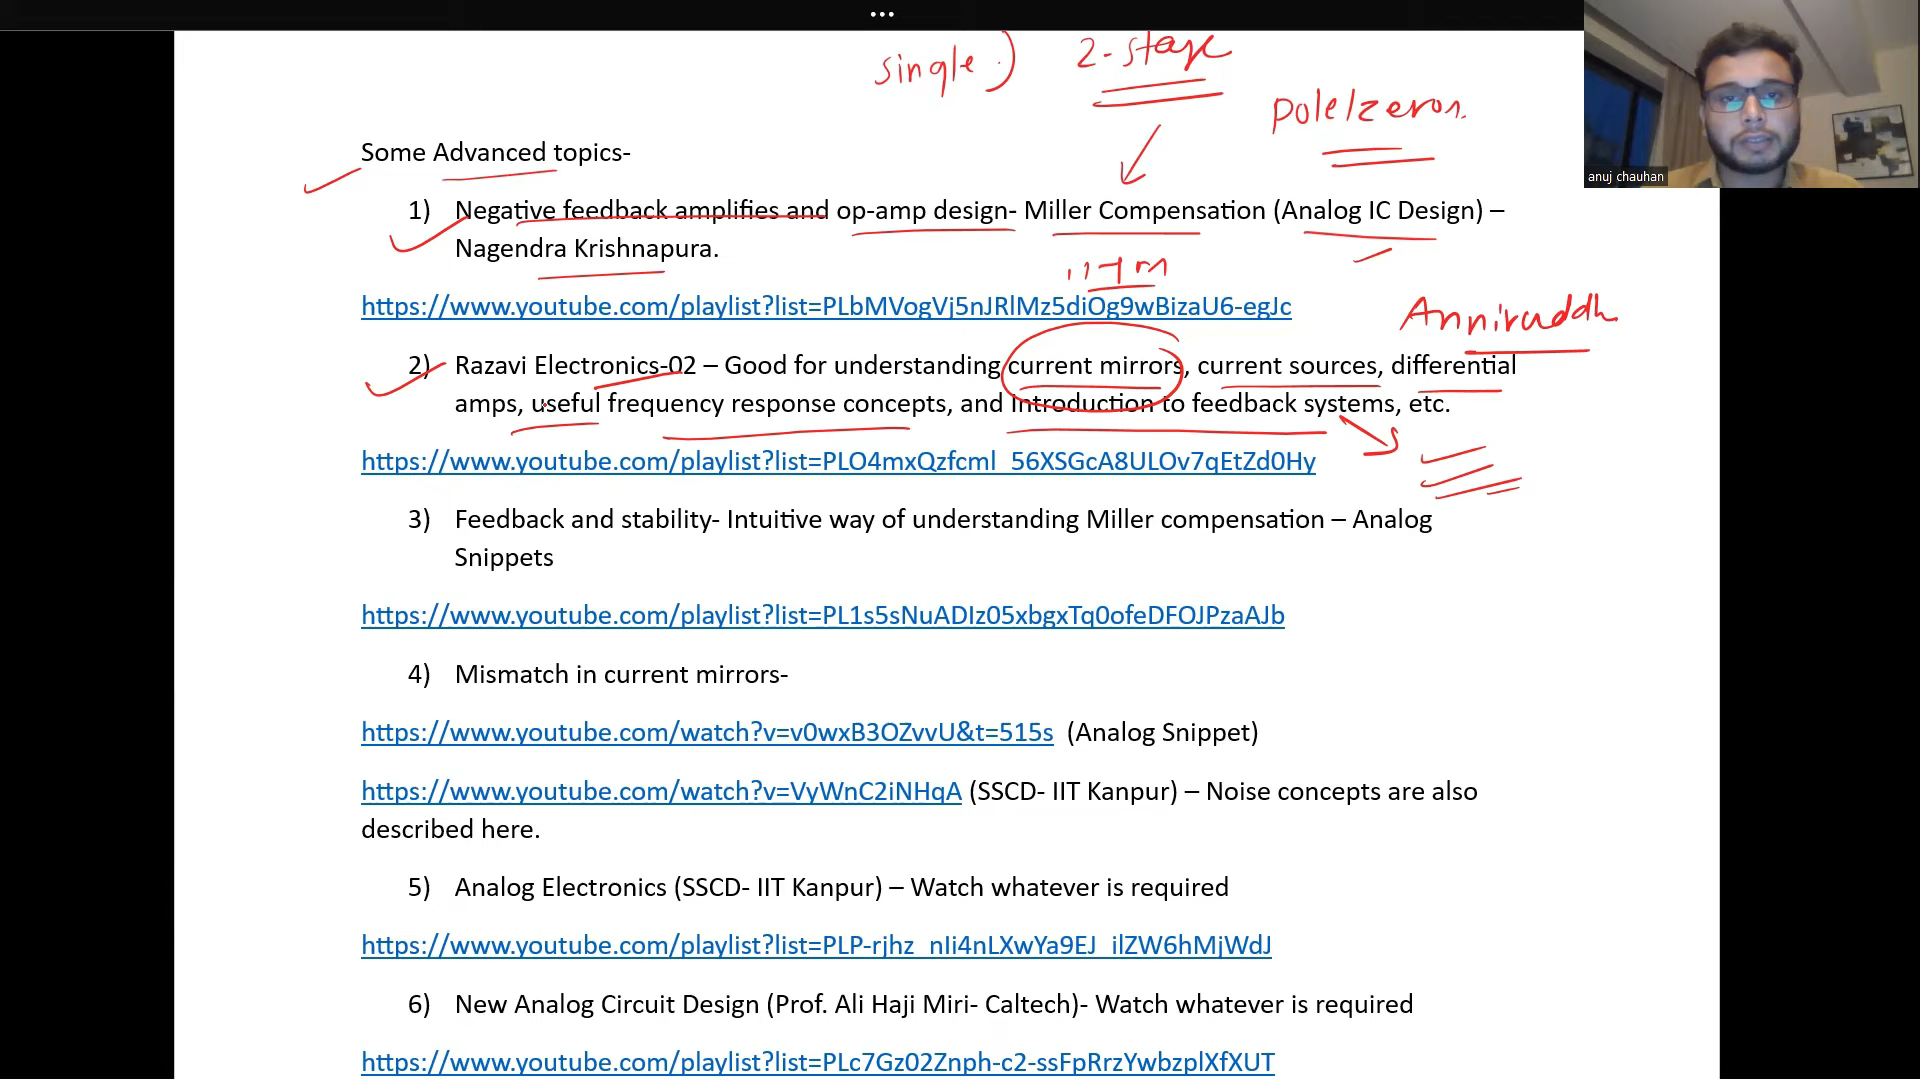 single.)
2-stage
pole/zeros.
anuj chauhan
Some Advanced topics-
1) Negative feedback amplifies and op-amp design- Miller Compensation (Analog IC Design) –
Nagendra Krishnapura.
IITM
https://www.youtube.com/playlist?list=PLbMVogVj5nJRlMz5diOg9wBizaU6-egJc
Anniruddh
2) Razavi Electronics-02 – Good for understanding current mirrors, current sources, differential
amps, useful frequency response concepts, and introduction to feedback systems, etc.
https://www.youtube.com/playlist?list=PLO4mxQzfcml_56XSGcA8ULOv7qEtZd0Hy
3) Feedback and stability- Intuitive way of understanding Miller compensation – Analog
Snippets
https://www.youtube.com/playlist?list=PL1s5sNuADIz05xbgxTq0ofeDFOJPzaAJb
4) Mismatch in current mirrors-
https://www.youtube.com/watch?v=v0wxB3OZvvU&t=515s (Analog Snippet)
https://www.youtube.com/watch?v=VyWnC2iNHqA (SSCD- IIT Kanpur) – Noise concepts are also
described here.
5) Analog Electronics (SSCD- IIT Kanpur) – Watch whatever is required
https://www.youtube.com/playlist?list=PLP-rjhz_nIi4nLXwYa9EJ_ilZW6hMjWdJ
6) New Analog Circuit Design (Prof. Ali Haji Miri- Caltech)- Watch whatever is required
https://www.youtube.com/playlist?list=PLc7Gz02Znph-c2-ssFpRrzYwbzplXfXUT